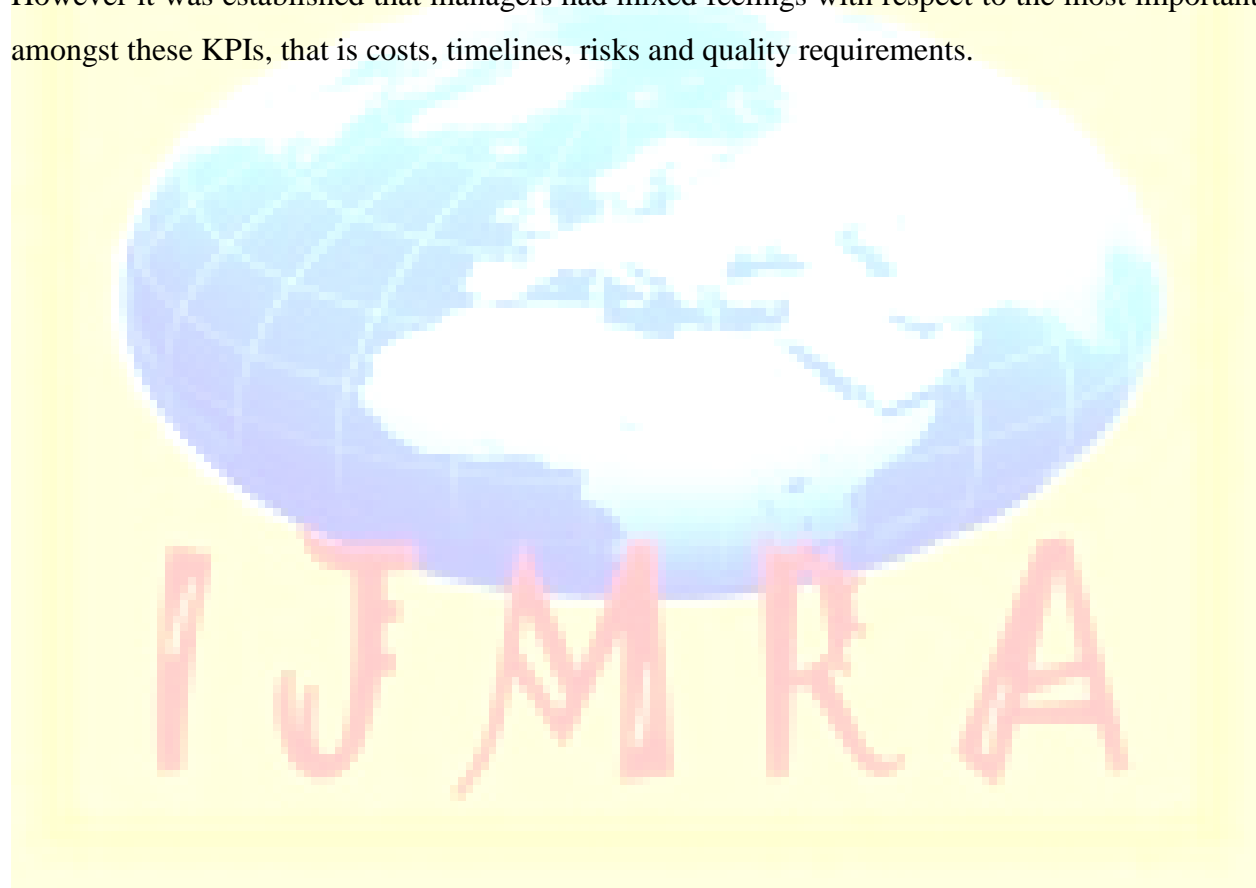 However it was established that managers had mixed feelings with respect to the most important
amongst these KPIs, that is costs, timelines, risks and quality requirements.
IJMRA